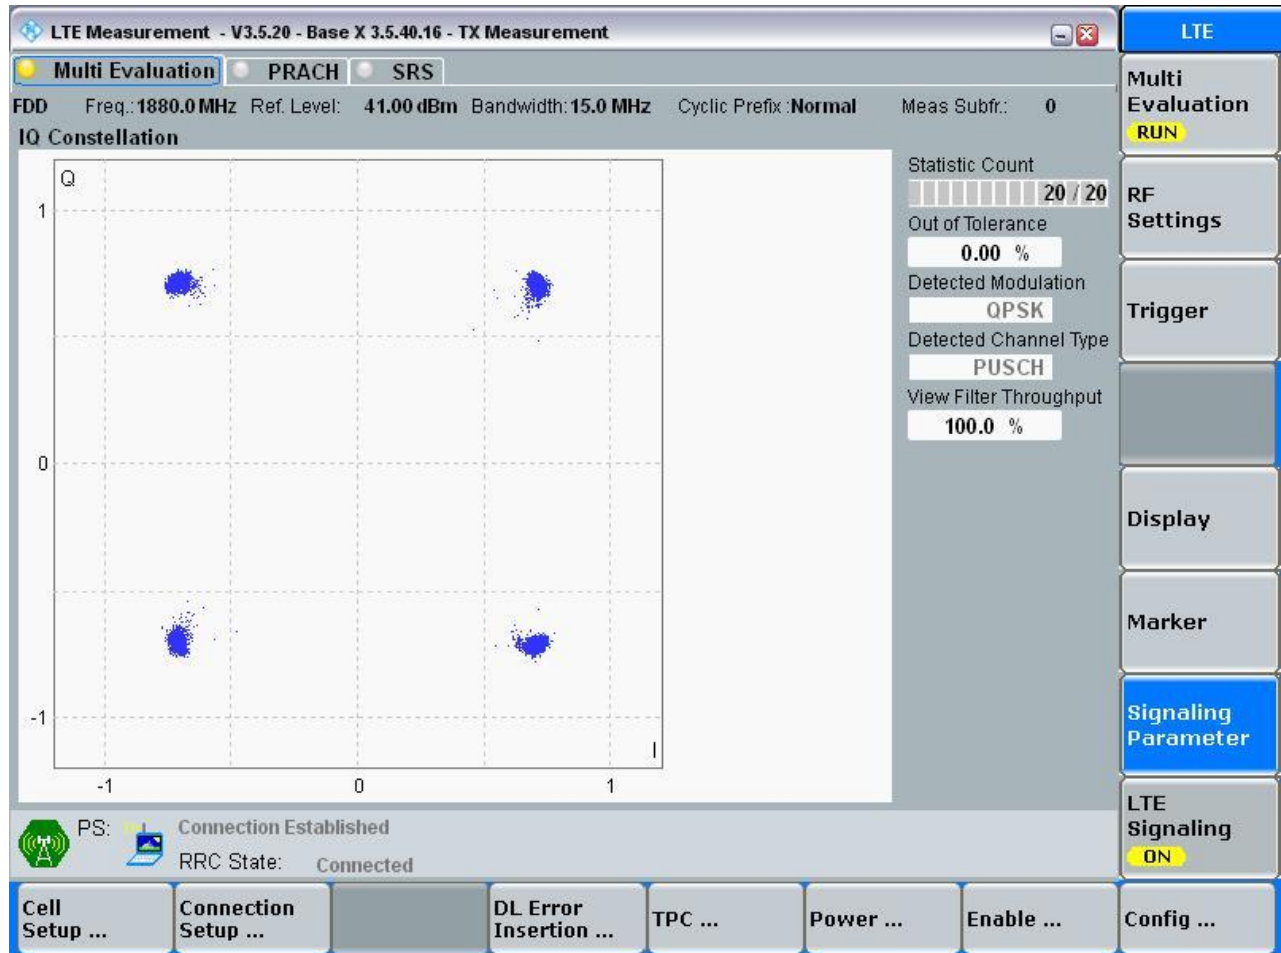 LTE Measurement - V3.5.20 - Base X 3.5.40.16 - TX Measurement
LTE
Multi Evaluation PRACH SRS
FDD Freq.: 1880.0 MHz Ref. Level: 41.00 dBm Bandwidth: 15.0 MHz Cyclic Prefix : Normal Meas Subfr.: 0
IQ Constellation
Q
1
0
-1
I
-1 0 1
Statistic Count
20 / 20
Out of Tolerance
0.00 %
Detected Modulation
QPSK
Detected Channel Type
PUSCH
View Filter Throughput
100.0 %
Multi
Evaluation
RUN
RF
Settings
Trigger
Display
Marker
Signaling
Parameter
LTE
Signaling
ON
PS: Connection Established
RRC State: Connected
Cell
Setup ...
Connection
Setup ...
DL Error
Insertion ...
TPC ...
Power ...
Enable ...
Config ...